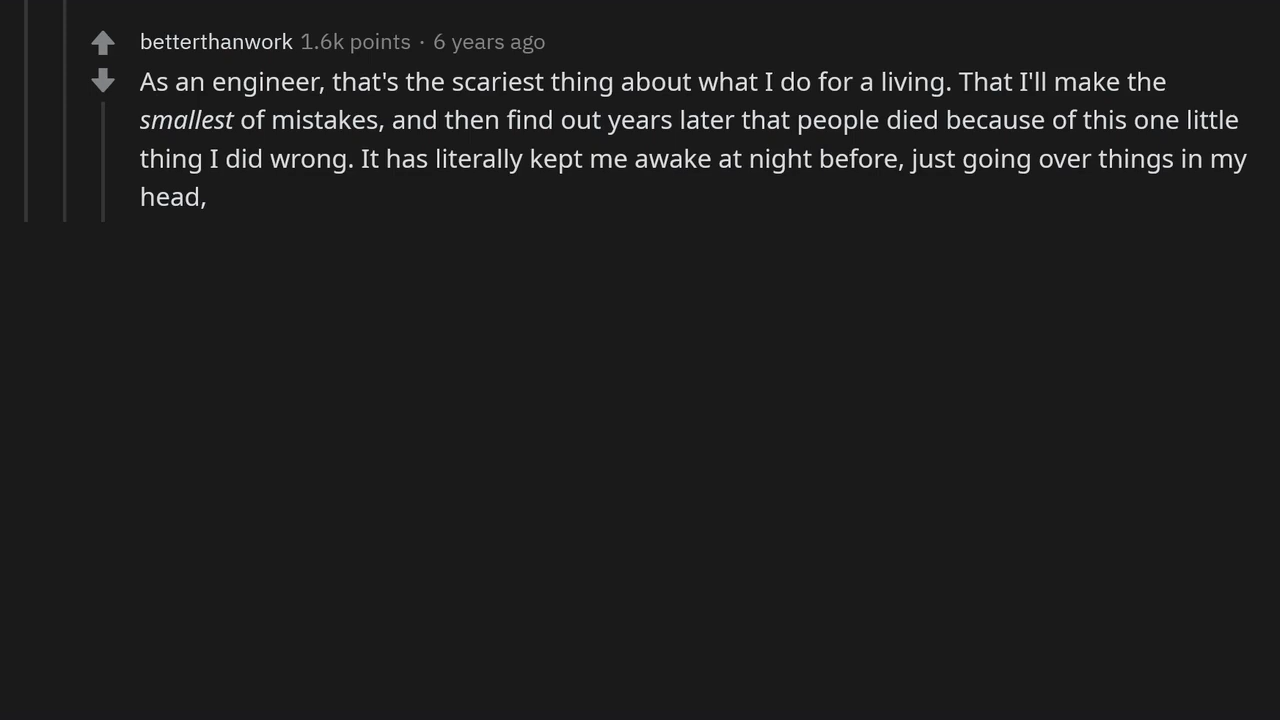 betterthanwork 1.6k points · 6 years ago
As an engineer, that's the scariest thing about what I do for a living. That I'll make the
smallest of mistakes, and then find out years later that people died because of this one little
thing I did wrong. It has literally kept me awake at night before, just going over things in my
head,